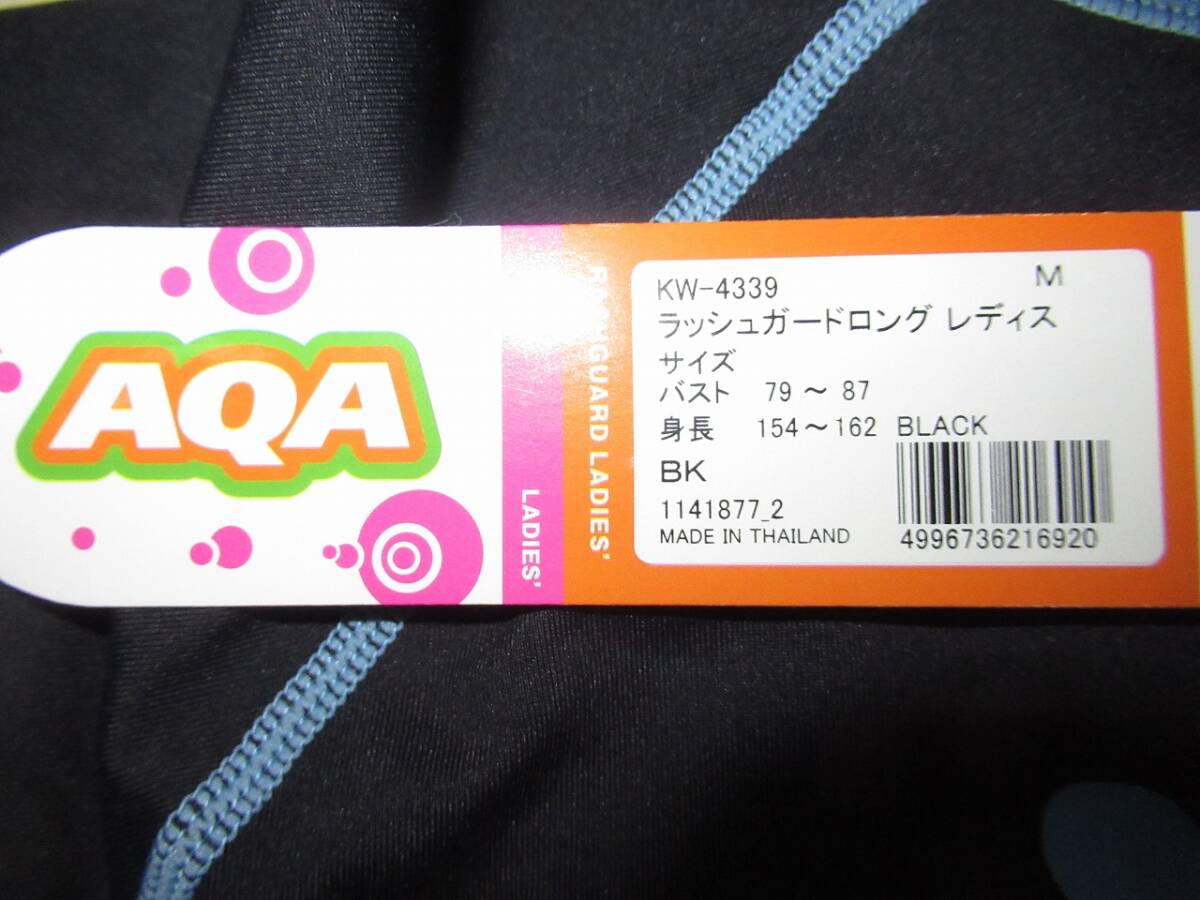 AQA
LADIES'
RASHGUARD LADIES'
KW-4339 M
ラッシュガードロング レディス
サイズ
バスト 79～87
身長 154～162 BLACK
BK
1141877_2
MADE IN THAILAND
4996736216920